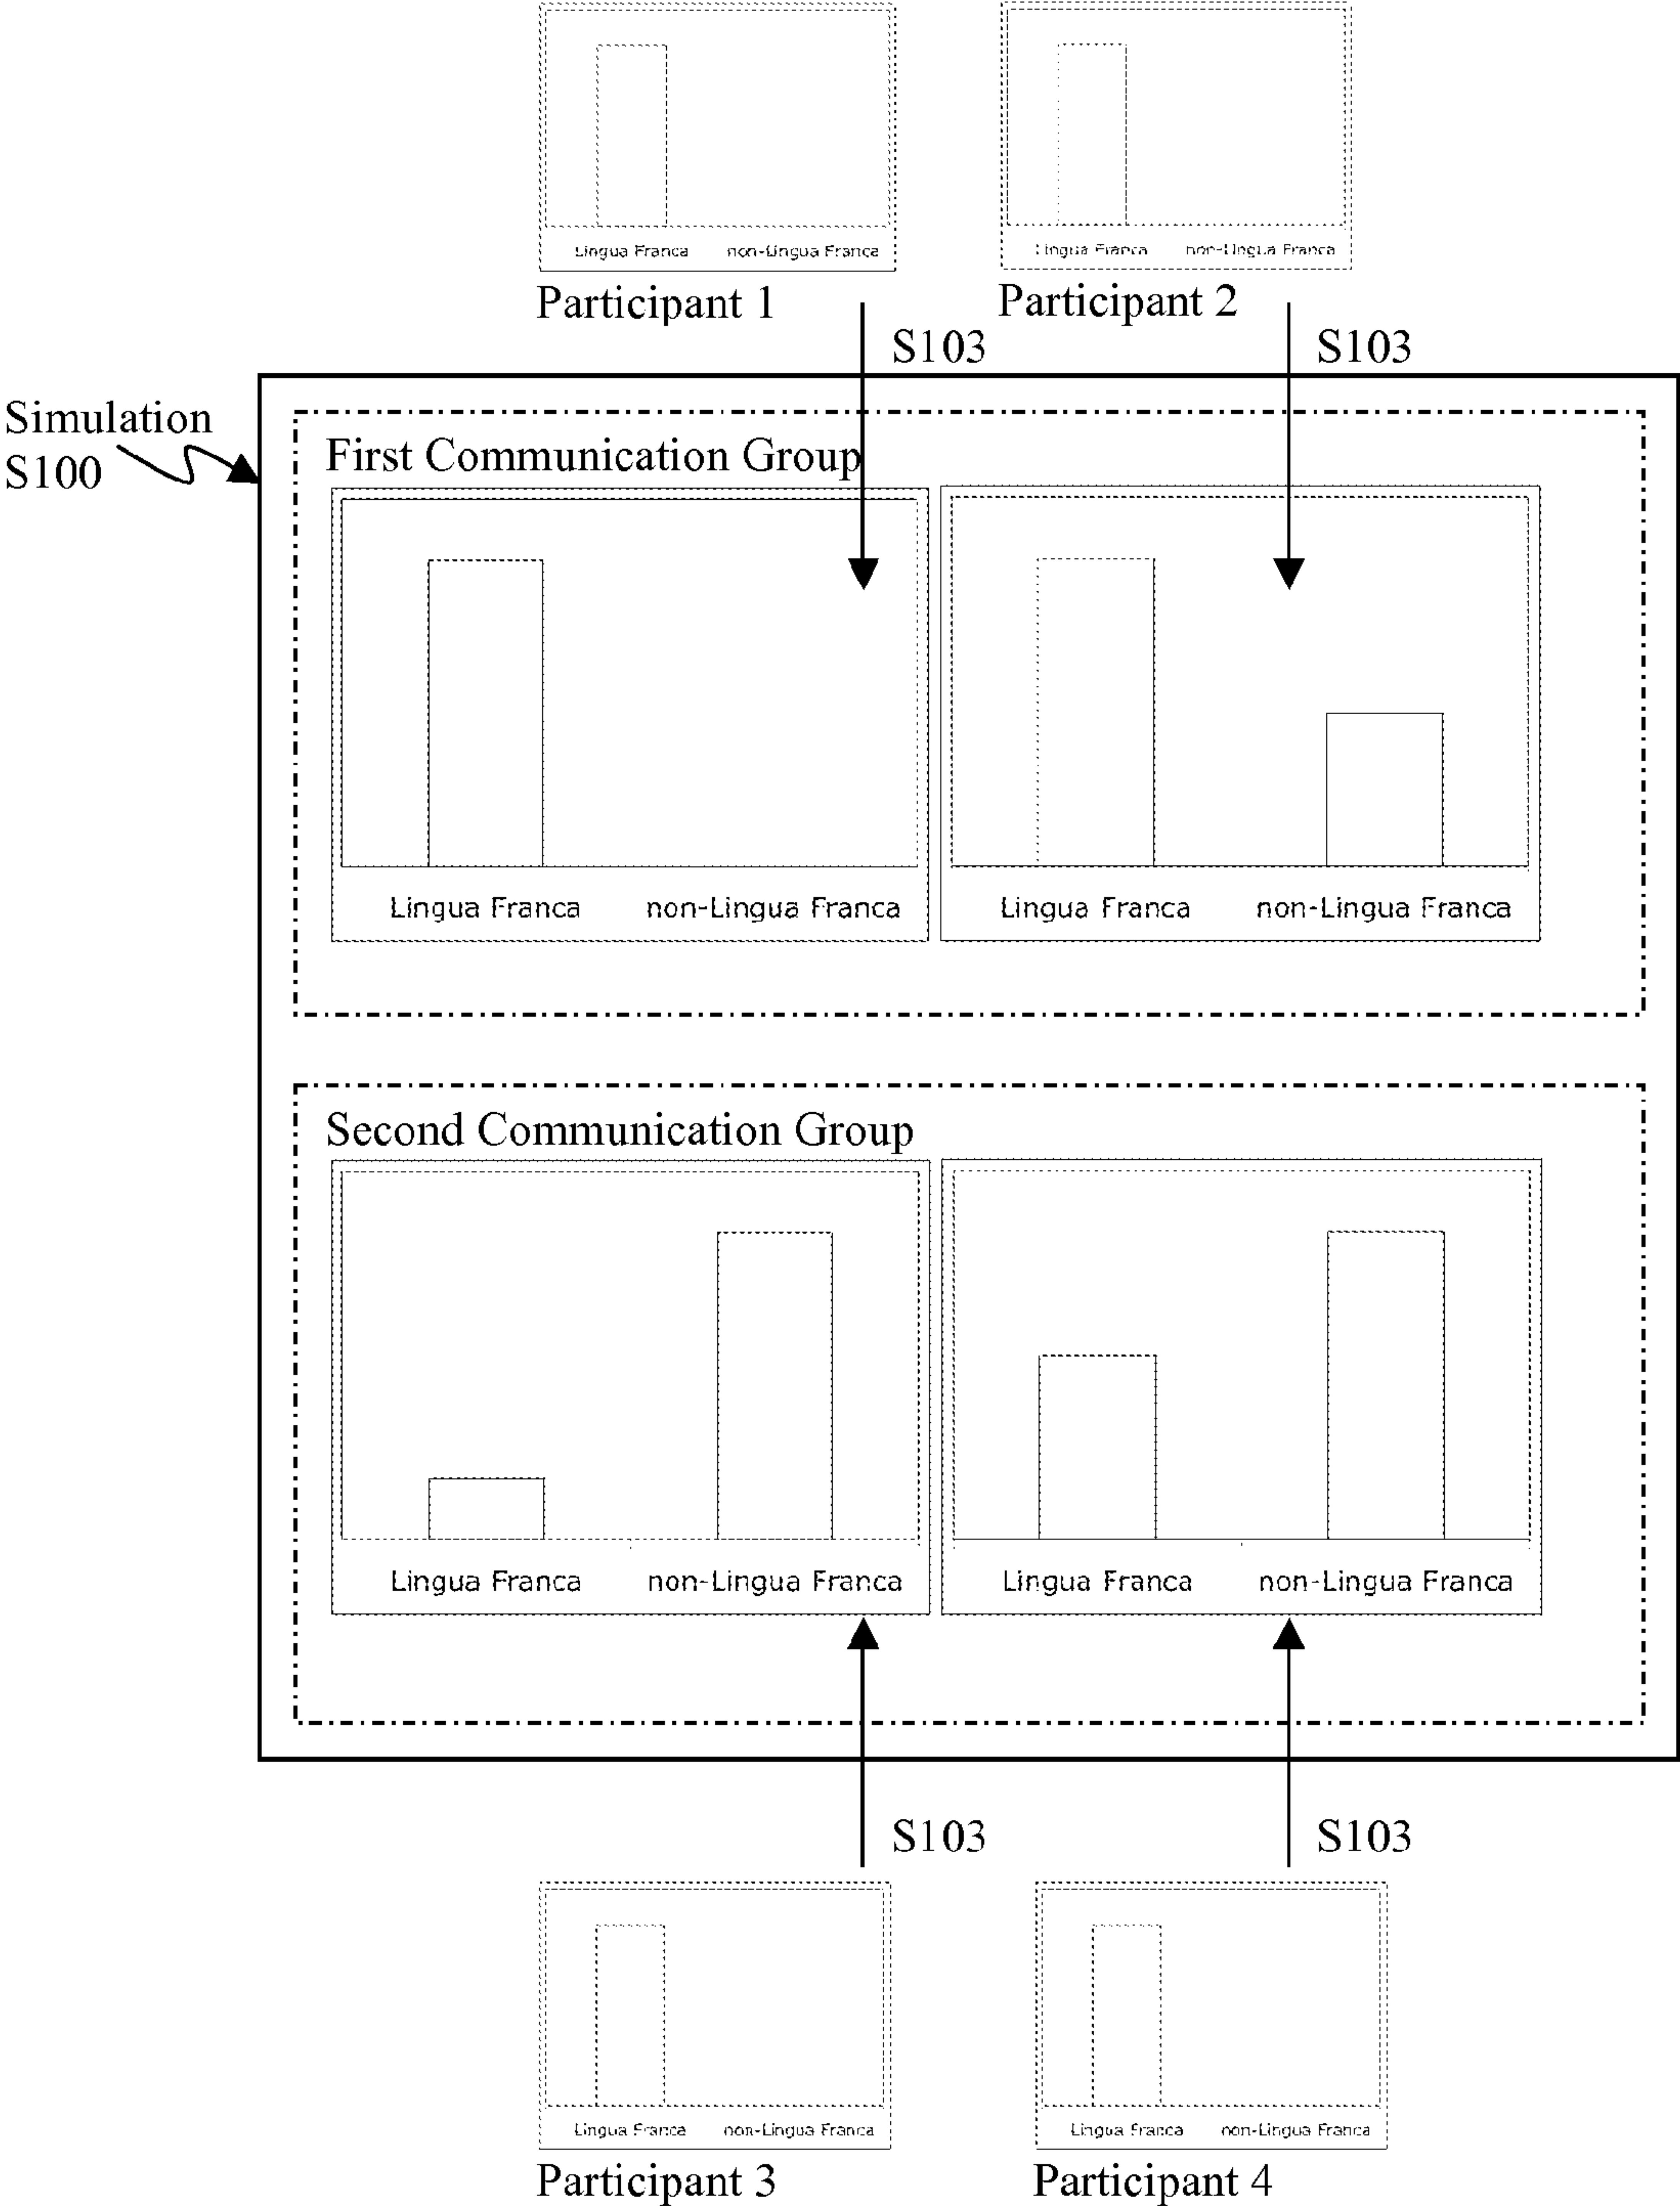 Lingua Franca non-Lingua Franca
Lingua Franca non-Lingua Franca
Participant 1
Participant 2
S103
S103
Simulation
S100
First Communication Group
Lingua Franca non-Lingua Franca
Lingua Franca non-Lingua Franca
Second Communication Group
Lingua Franca non-Lingua Franca
Lingua Franca non-Lingua Franca
S103
S103
Lingua Franca non-Lingua Franca
Lingua Franca non-Lingua Franca
Participant 3
Participant 4